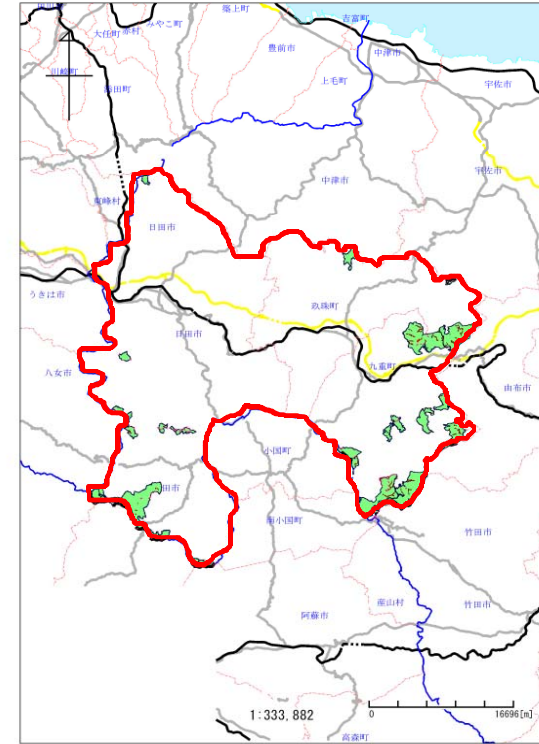 築上町
吉富町
みやこ町
大任町
赤村
豊前市
中津市
上毛町
宇佐市
川崎町
添田町
宇佐市
中津市
東峰村
日田市
うきは市
玖珠町
日田市
九重町
八女市
由布市
小国町
田市
南小国町
竹田市
産山村
竹田市
阿蘇市
1:333,882
0 16696[m]
高森町